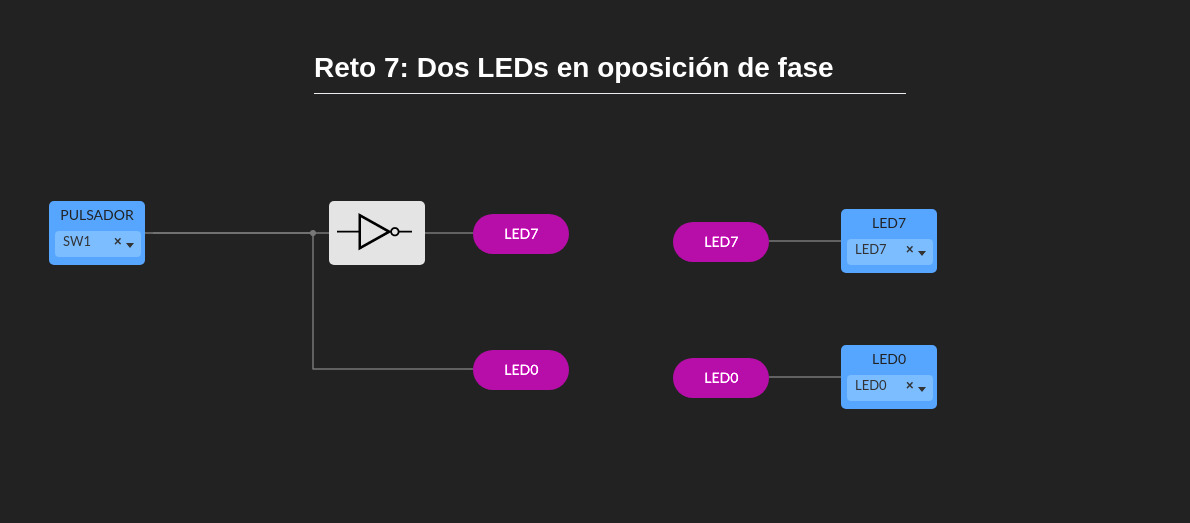 Reto 7: Dos LEDs en oposición de fase
PULSADOR
SW1 ×
LED7
LED7
LED7
LED7 ×
LED0
LED0
LED0
LED0 ×